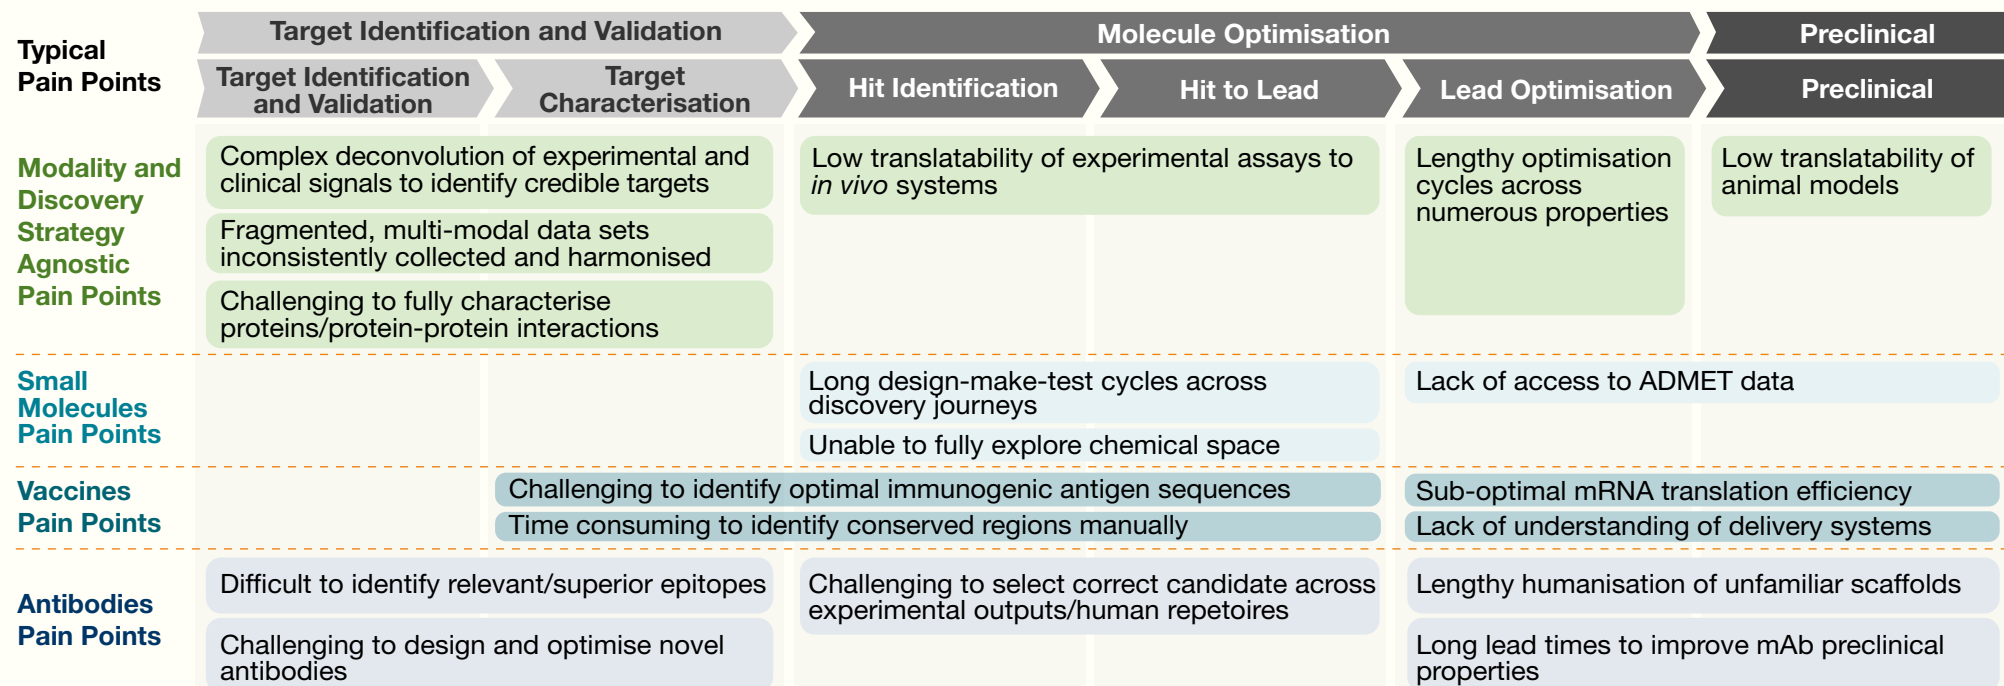 Typical
Pain Points
Target Identification and Validation
Molecule Optimisation
Preclinical
Target Identification
and Validation
Target
Characterisation
Hit Identification
Hit to Lead
Lead Optimisation
Preclinical
Modality and
Discovery
Strategy
Agnostic
Pain Points
Complex deconvolution of experimental and
clinical signals to identify credible targets
Fragmented, multi-modal data sets
inconsistently collected and harmonised
Challenging to fully characterise
proteins/protein-protein interactions
Low translatability of experimental assays to
in vivo systems
Lengthy optimisation
cycles across
numerous properties
Low translatability of
animal models
Small
Molecules
Pain Points
Long design-make-test cycles across
discovery journeys
Unable to fully explore chemical space
Lack of access to ADMET data
Vaccines
Pain Points
Challenging to identify optimal immunogenic antigen sequences
Time consuming to identify conserved regions manually
Sub-optimal mRNA translation efficiency
Lack of understanding of delivery systems
Antibodies
Pain Points
Difficult to identify relevant/superior epitopes
Challenging to design and optimise novel
antibodies
Challenging to select correct candidate across
experimental outputs/human repetoires
Lengthy humanisation of unfamiliar scaffolds
Long lead times to improve mAb preclinical
properties